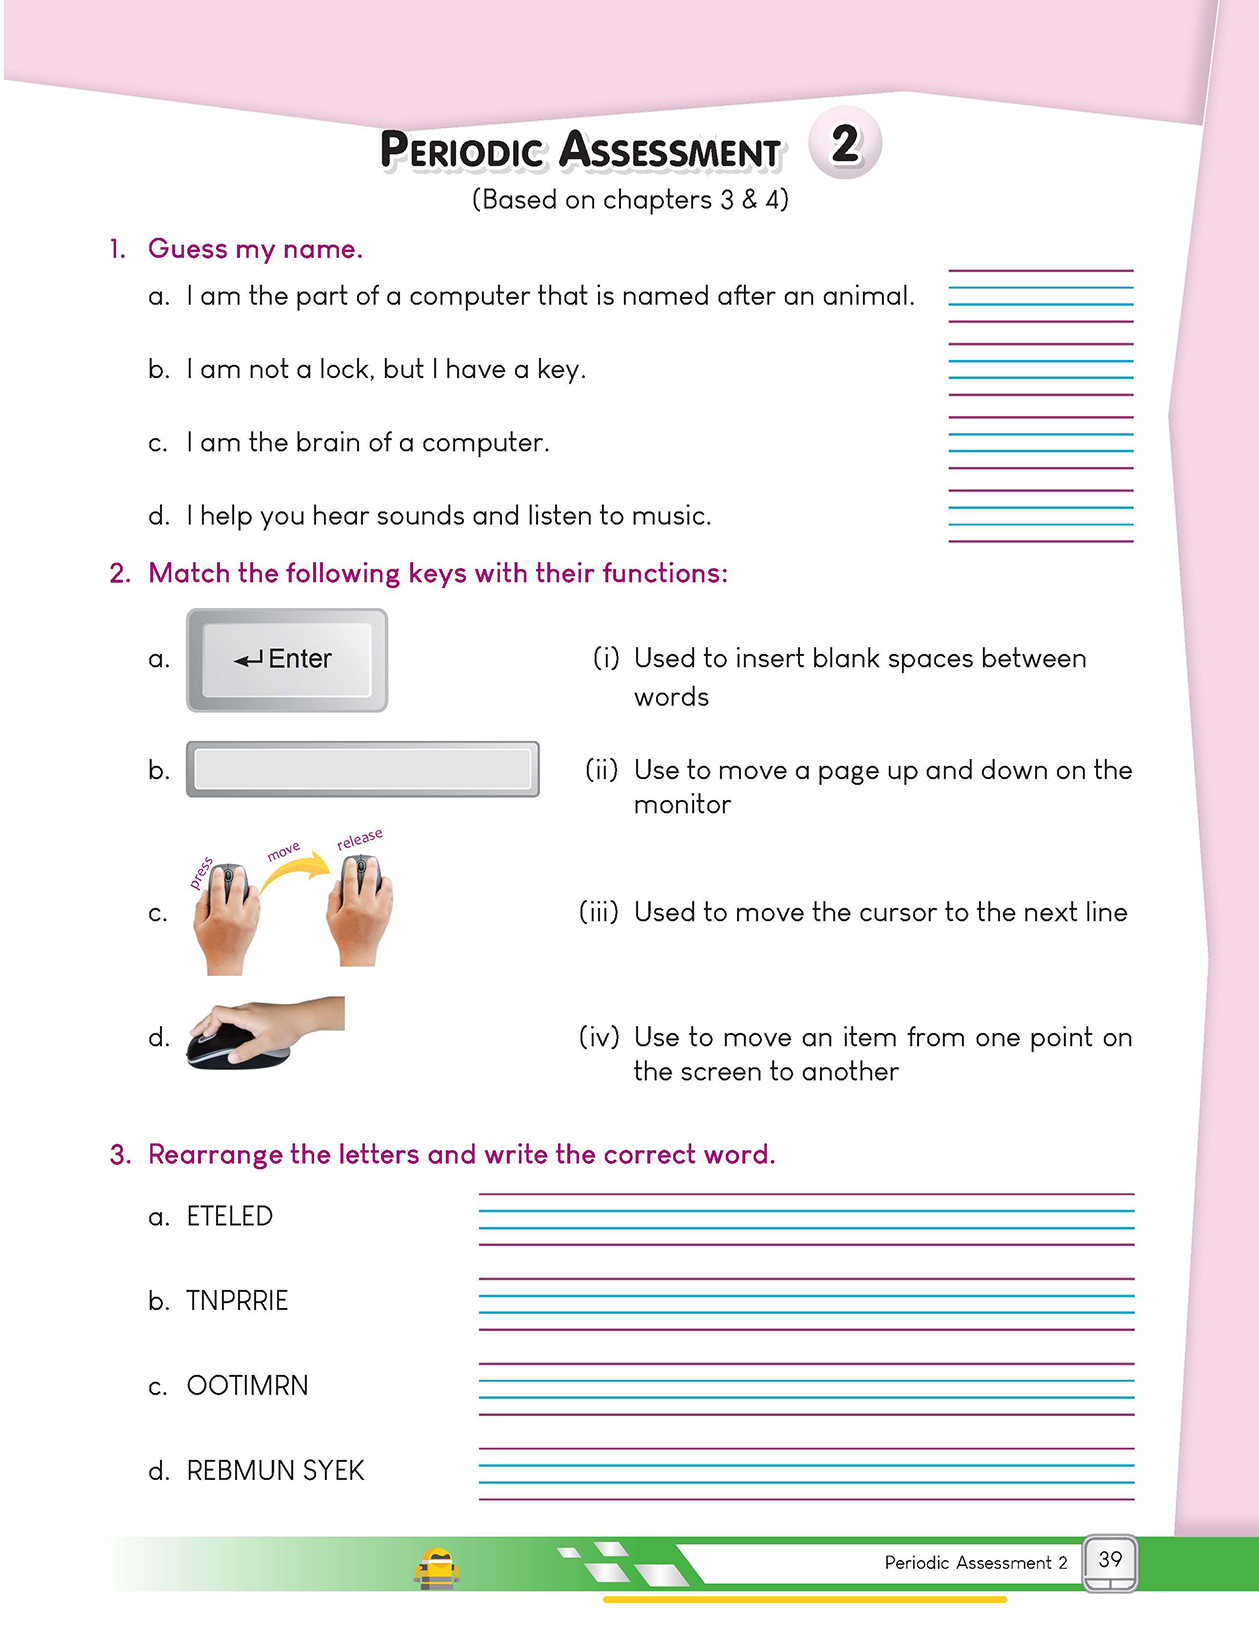 PERIODIC ASSESSMENT 2
(Based on chapters 3 & 4)
1. Guess my name.
a. I am the part of a computer that is named after an animal.
b. I am not a lock, but I have a key.
c. I am the brain of a computer.
d. I help you hear sounds and listen to music.
2. Match the following keys with their functions:
a. Enter
(i) Used to insert blank spaces between
words
b.
(ii) Use to move a page up and down on the
monitor
press move release
c.
(iii) Used to move the cursor to the next line
d.
(iv) Use to move an item from one point on
the screen to another
3. Rearrange the letters and write the correct word.
a. ETELED
b. TNPRRIE
c. OOTIMRN
d. REBMUN SYEK
Periodic Assessment 2 39